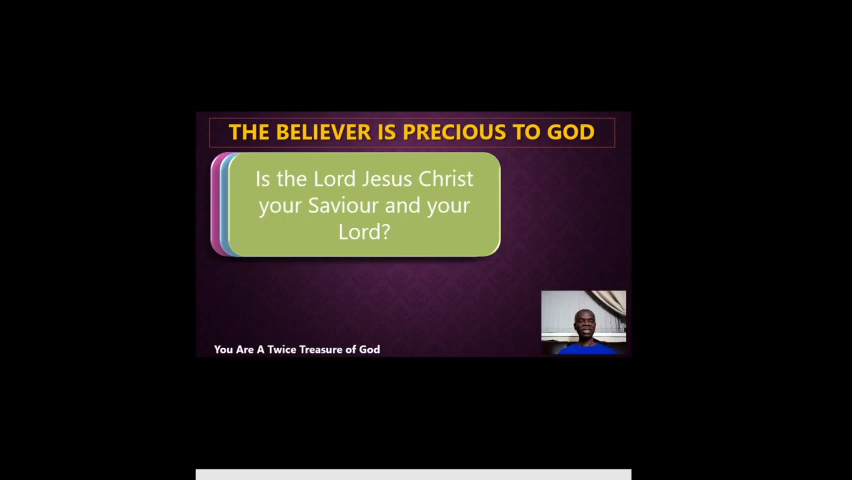 THE BELIEVER IS PRECIOUS TO GOD
Is the Lord Jesus Christ
your Saviour and your
Lord?
You Are A Twice Treasure of God